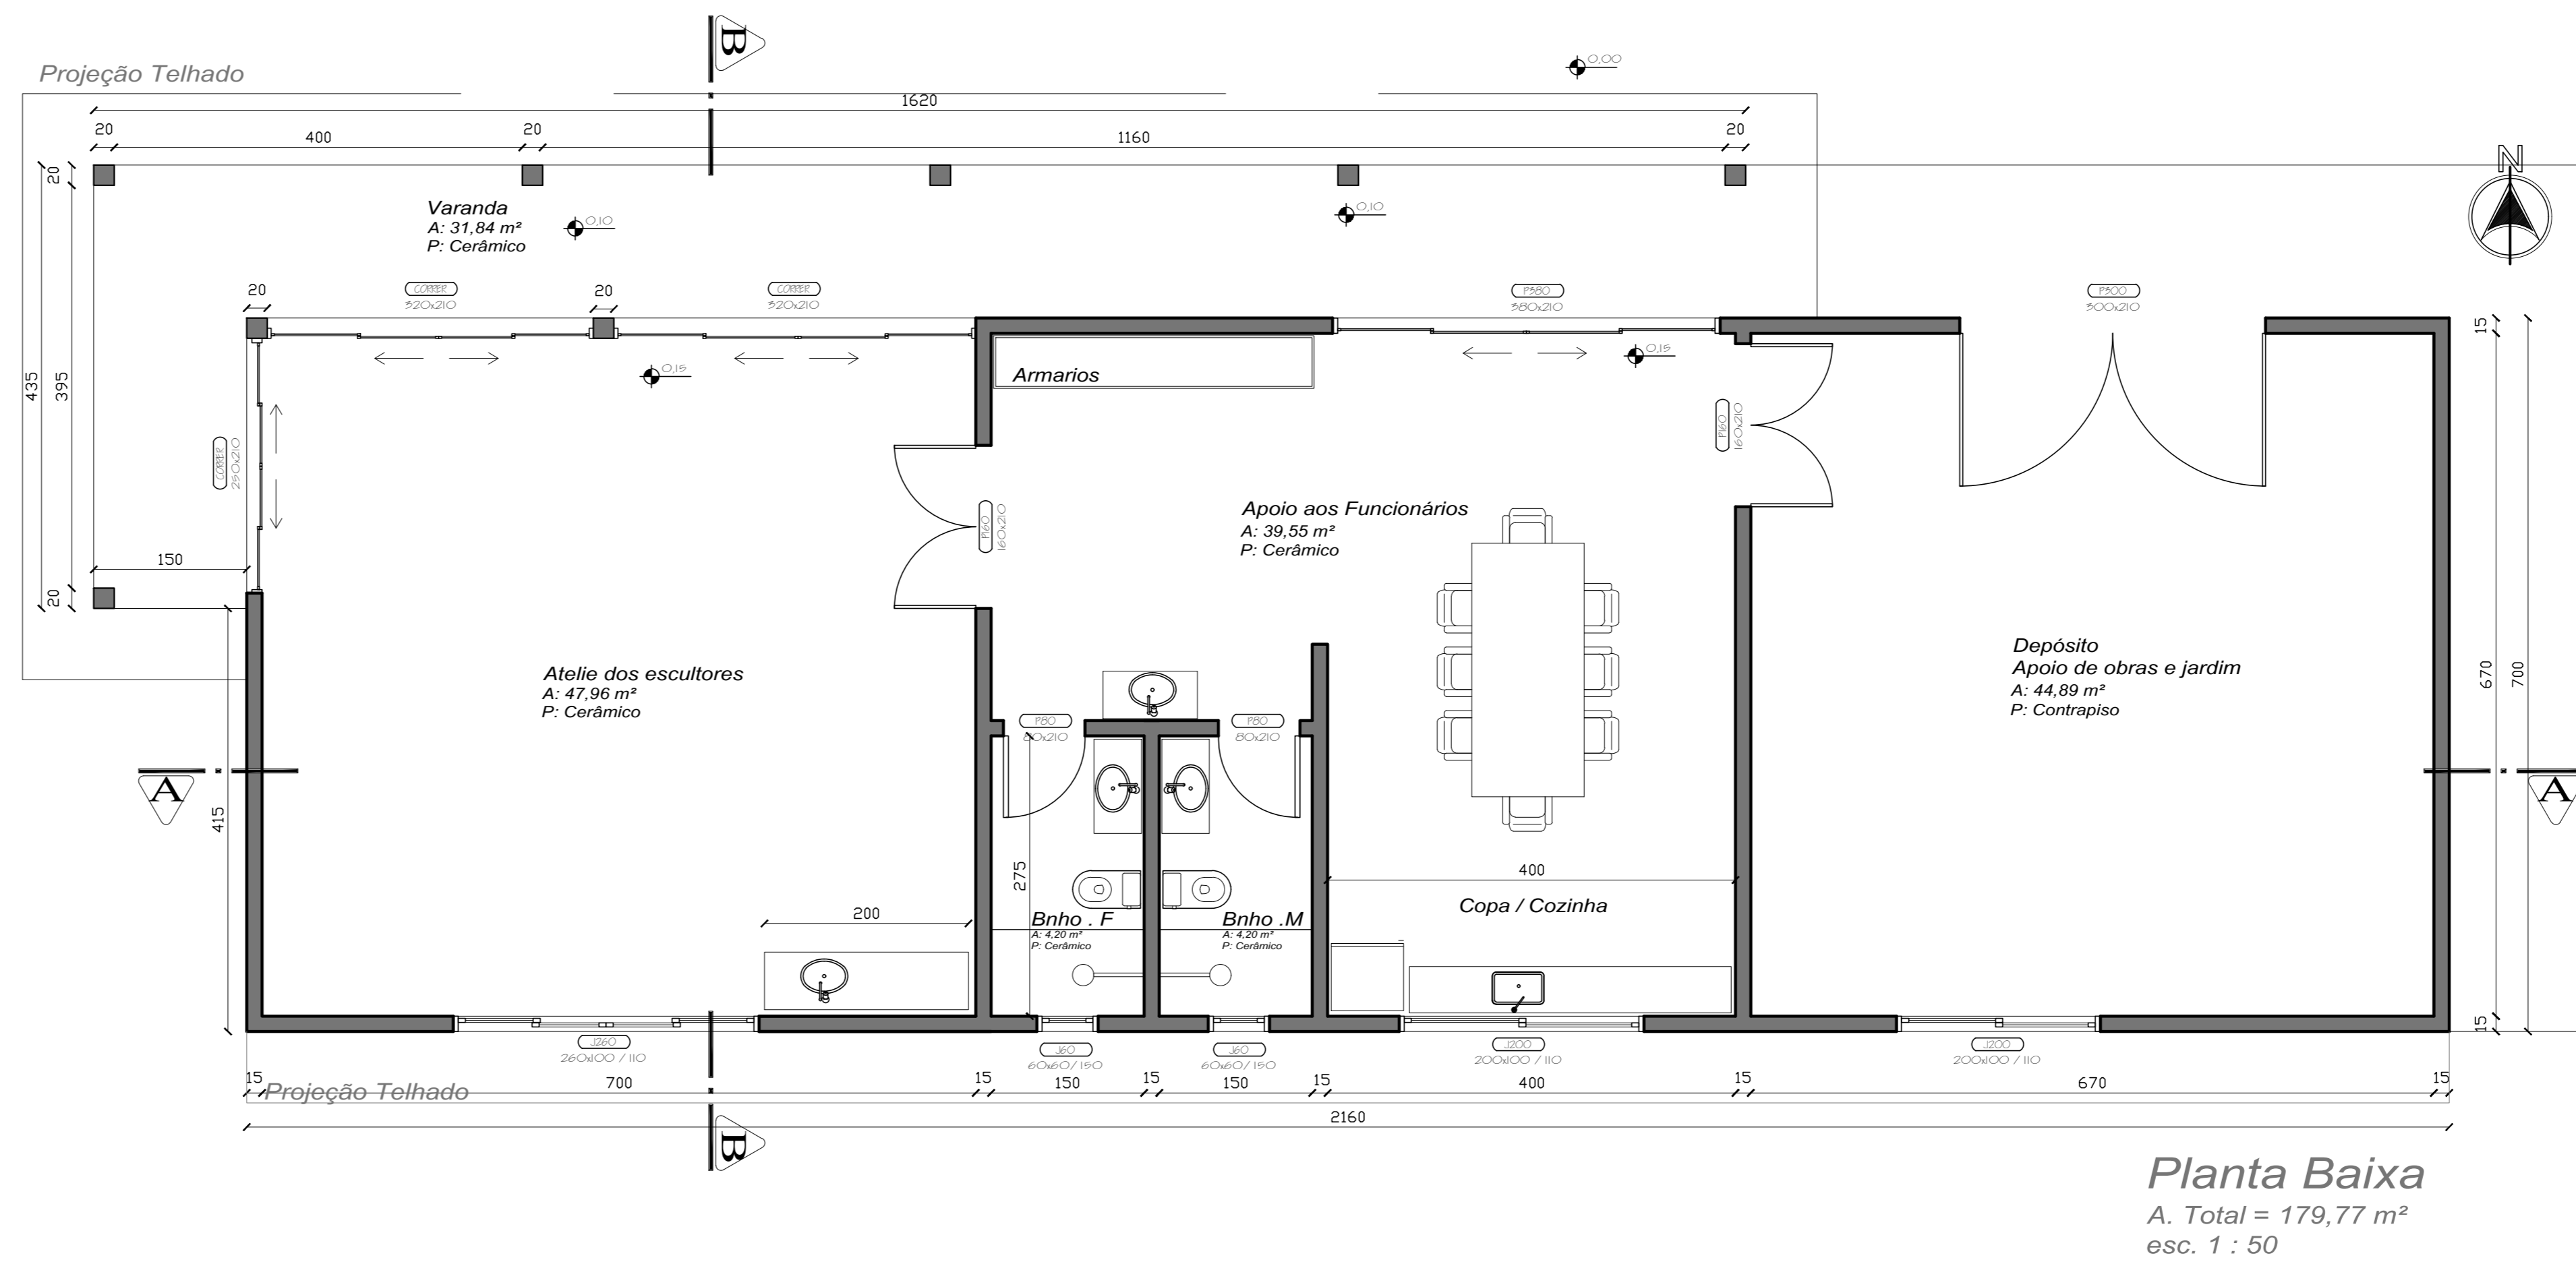 B
0,00
Projeção Telhado
1620
20
400
20
1160
20
N
20
435
395
20
Varanda
A: 31,84 m²
P: Cerâmico
0,10
0,10
20
CORRER
320x210
20
CORRER
320x210
P380
380x210
P300
300x210
15
0,15
0,15
Armarios
CORRER
250x210
P160
160x210
P160
160x210
150
Apoio aos Funcionários
A: 39,55 m²
P: Cerâmico
Atelie dos escultores
A: 47,96 m²
P: Cerâmico
Depósito
Apoio de obras e jardim
A: 44,89 m²
P: Contrapiso
670
700
P80
80x210
P80
80x210
A
A
415
275
400
200
Copa / Cozinha
Bnho . F
A: 4,20 m²
P: Cerâmico
Bnho .M
A: 4,20 m²
P: Cerâmico
15
J260
260x100 / 110
J60
60x60/ 150
J60
60x60/ 150
J200
200x100 / 110
J200
200x100 / 110
15
700
15
150
15
150
15
400
15
670
15
Projeção Telhado
2160
B
Planta Baixa
A. Total = 179,77 m²
esc. 1 : 50